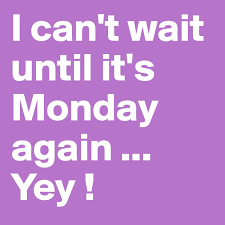 I can't wait
until it's
Monday
again ...
Yey !